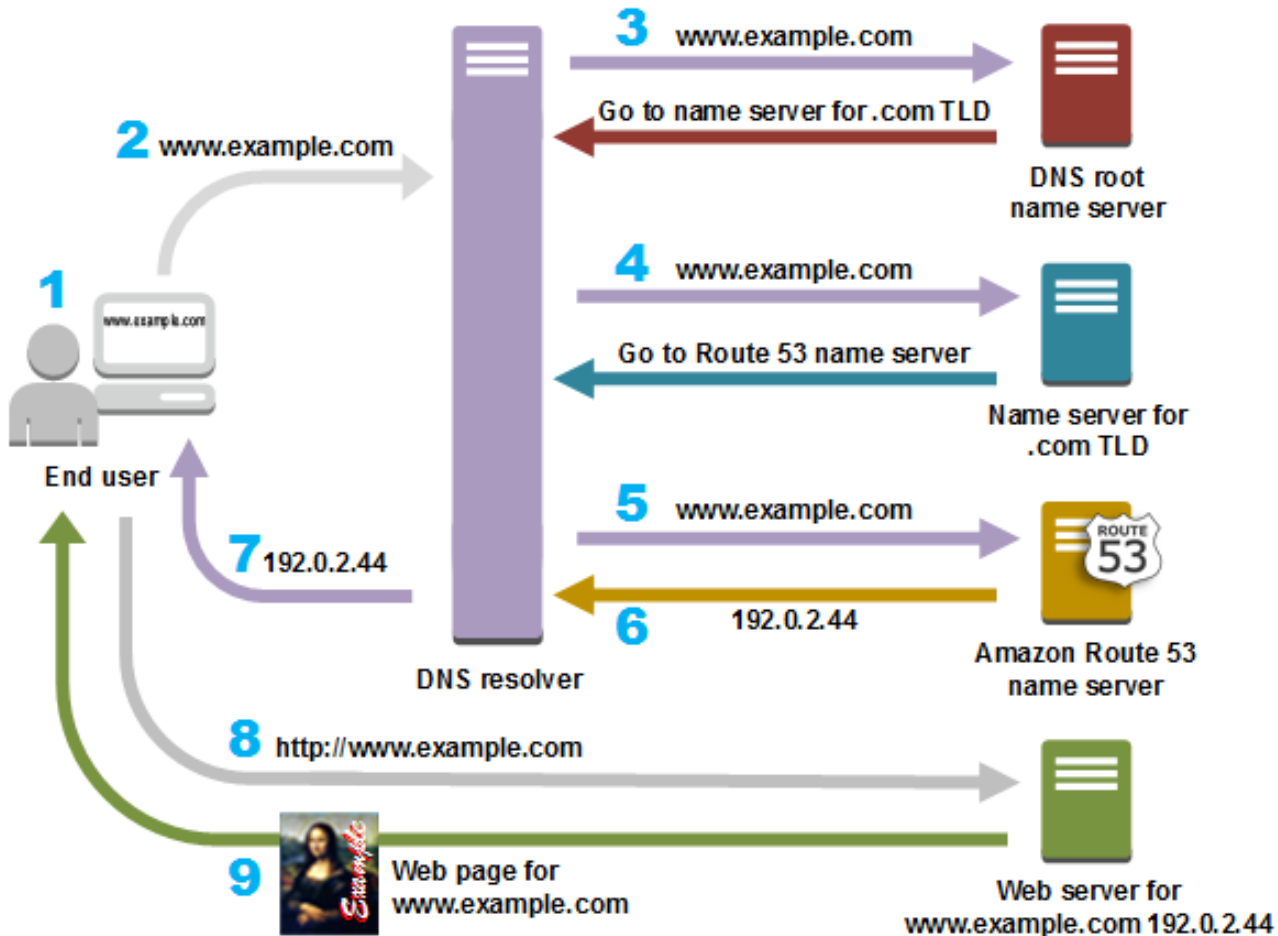 3 www.example.com
Go to name server for .com TLD
DNS root
name server
2 www.example.com
4 www.example.com
Go to Route 53 name server
Name server for
.com TLD
1
www.example.com
End user
5 www.example.com
ROUTE
53
6 192.0.2.44
Amazon Route 53
name server
7 192.0.2.44
DNS resolver
8 http://www.example.com
9
Example
Web page for
www.example.com
Web server for
www.example.com 192.0.2.44